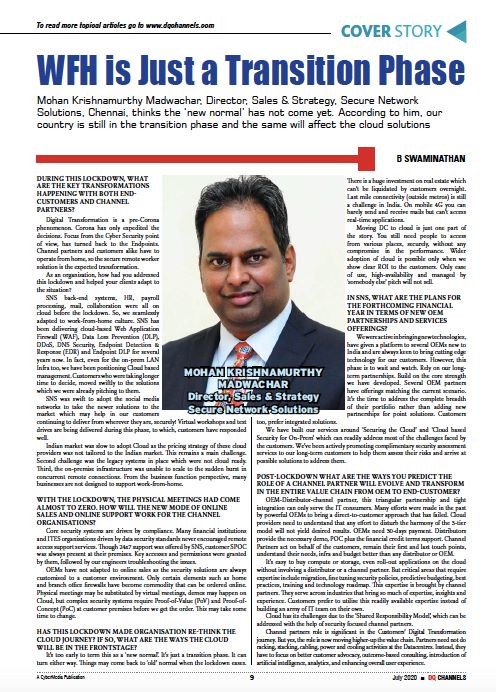 To read more topical articles go to www.dqchannels.com
COVER STORY
WFH is Just a Transition Phase
Mohan Krishnamurthy Madwachar, Director, Sales & Strategy, Secure Network
Solutions, Chennai, thinks the 'new normal' has not come yet. According to him, our
country is still in the transition phase and the same will affect the cloud solutions
B SWAMINATHAN
DURING THIS LOCKDOWN, WHAT
ARE THE KEY TRANSFORMATIONS
HAPPENING WITH BOTH END-
CUSTOMERS AND CHANNEL
PARTNERS?
Digital Transformation is a pre-Corona
phenomenon. Corona has only expedited the
decisions. Focus from the Cyber Security point
of view, has turned back to the Endpoints.
Channel partners and customers alike have to
operate from home, so the secure remote worker
solution is the expected transformation.
As an organisation, how had you addressed
this lockdown and helped your clients adapt to
the situation?
SNS back-end systems, HR, payroll
processing, mail, collaboration were all on
cloud before the lockdown. So, we seamlessly
adapted to work-from-home culture. SNS has
been delivering cloud-based Web Application
Firewall (WAF), Data Loss Prevention (DLP),
DDoS, DNS Security, Endpoint Detection &
Response (EDR) and Endpoint DLP for several
years now. In fact, even for the on-prem LAN
Infra too, we have been positioning Cloud based
management. Customers who were taking longer
time to decide, moved swiftly to the solutions
which we were already pitching to them.
SNS was swift to adopt the social media
networks to take the newer solutions to the
market which may help in our customers
continuing to deliver from wherever they are, securely! Virtual workshops and test
drives are being delivered during this phase, to which, customers have responded
well.
Indian market was slow to adopt Cloud as the pricing strategy of these cloud
providers was not tailored to the Indian market. This remains a main challenge.
Second challenge was the legacy systems in place which were not cloud ready.
Third, the on-premise infrastructure was unable to scale to the sudden burst in
concurrent remote connections. From the business function perspective, many
businesses are not designed to support work-from-home.
WITH THE LOCKDOWN, THE PHYSICAL MEETINGS HAD COME
ALMOST TO ZERO. HOW WILL THE NEW MODE OF ONLINE
SALES AND ONLINE SUPPORT WORK FOR THE CHANNEL
ORGANISATIONS?
Core security systems are driven by compliance. Many financial institutions
and ITES organisations driven by data security standards never encouraged remote
access support services. Though 24x7 support was offered by SNS, customer SPOC
was always present at their premises. Key accesses and permissions were granted
by them, followed by our engineers troubleshooting the issues.
OEMs have not adapted to online sales as the security solutions are always
customised to a customer environment. Only certain elements such as home
and branch office firewalls have become commodity that can be ordered online.
Physical meetings may be substituted by virtual meetings, demos may happen on
Cloud, but complex security systems require Proof-of-Value (PoV) and Proof-of-
Concept (PoC) at customer premises before we get the order. This may take some
time to change.
HAS THIS LOCKDOWN MADE ORGANISATION RE-THINK THE
CLOUD JOURNEY? IF SO, WHAT ARE THE WAYS THE CLOUD
WILL BE IN THE FRONTSTAGE?
It's too early to term this as a 'new normal'. It's just a transition phase. It can
turn either way. Things may come back to 'old' normal when the lockdown eases.
MOHAN KRISHNAMURTHY
MADWACHAR
Director, Sales & Strategy
Secure Network Solutions
There is a huge investment on real estate which
can't be liquidated by customers overnight.
Last mile connectivity (outside metros) is still
a challenge in India. On mobile 4G you can
barely send and receive mails but can't access
real-time applications.
Moving DC to cloud is just one part of
the story. You still need people to access
from various places, securely, without any
compromise in the performance. Wider
adoption of cloud is possible only when we
show clear ROI to the customers. Only ease
of use, high-availability and managed by
'somebody else' pitch will not sell.
IN SNS, WHAT ARE THE PLANS FOR
THE FORTHCOMING FINANCIAL
YEAR IN TERMS OF NEW OEM
PARTNERSHIPS AND SERVICES
OFFERINGS?
We were active in bringing new technologies,
have given a platform to several OEMs new to
India and are always keen to bring cutting edge
technology for our customers. However, this
phase is to wait and watch. Rely on our long-
term partnerships. Build on the core strength
we have developed. Several OEM partners
have offerings matching the current scenario.
It's the time to address the complete breadth
of their portfolio rather than adding new
partnerships for point solutions. Customers
too, prefer integrated solutions.
We have built our services around 'Securing the Cloud' and 'Cloud based
Security for On-Prem' which can readily address most of the challenges faced by
the customers. We've been actively promoting complimentary security assessment
services to our long-term customers to help them assess their risks and arrive at
possible solutions to address them.
POST-LOCKDOWN WHAT ARE THE WAYS YOU PREDICT THE
ROLE OF A CHANNEL PARTNER WILL EVOLVE AND TRANSFORM
IN THE ENTIRE VALUE CHAIN FROM OEM TO END-CUSTOMER?
OEM-Distributor-channel partner, this triangular partnership and tight
integration can only serve the IT consumers. Many efforts were made in the past
by powerful OEMs to bring a direct-to-customer approach that has failed. Cloud
providers need to understand that any effort to disturb the harmony of the 3-tier
model will not yield desired results. OEMs need 30-days payment. Distributors
provide the necessary demo, POC plus the financial credit terms support. Channel
Partners act on behalf of the customers, remain their first and last touch points,
understand their needs, infra and budget better than any distributor or OEM.
It's easy to buy compute or storage, even roll-out applications on the cloud
without involving a distributor or a channel partner. But critical areas that require
expertise include migration, fine tuning security policies, predictive budgeting, best
practices, training and technology roadmap. This expertise is brought by channel
partners. They serve across industries that bring so much of expertise, insights and
experience. Customers prefer to utilise this readily available expertise instead of
building an army of IT team on their own.
Cloud has its challenges due to the 'Shared Responsibility Model', which can be
addressed with the help of security focused channel partners.
Channel partners role is significant in the Customers' Digital Transformation
journey. But yes, the role is now moving higher-up the value chain. Partners need not do
racking, stacking, cabling, power and cooling activities at the Datacentres. Instead, they
have to focus on better customer advocacy, outcome-based consulting, introduction of
artificial intelligence, analytics, and enhancing overall user experience.
A CyberMedia Publication
9
July 2020 ■ DQ CHANNELS